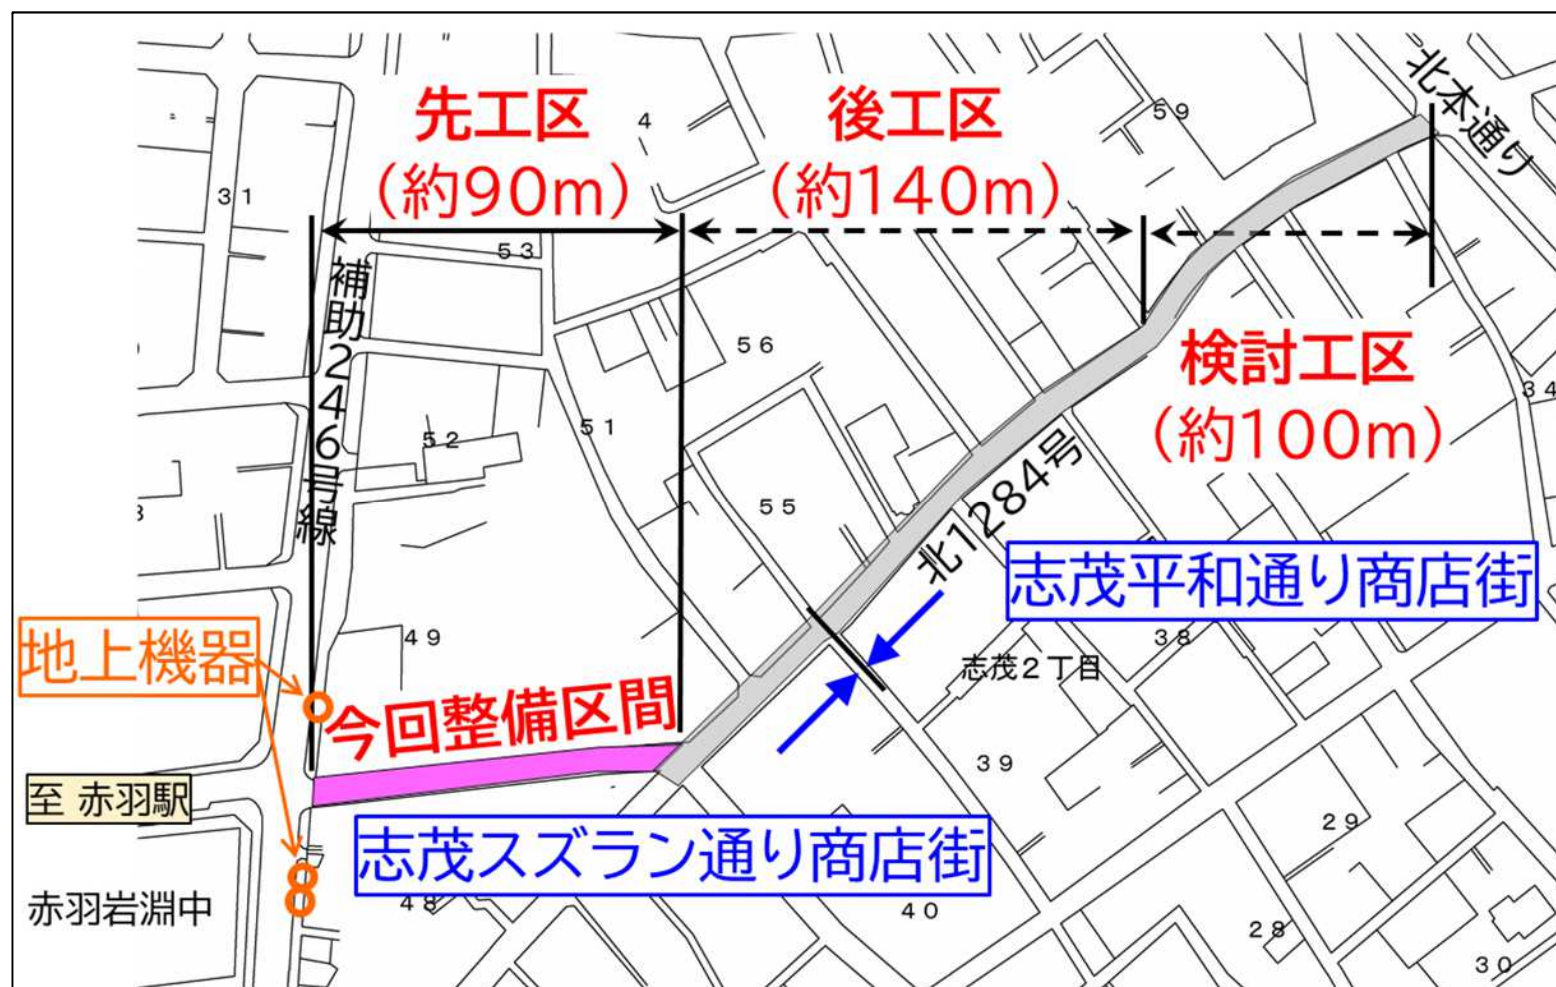 先工区
(約90m)
後工区
(約140m)
検討工区
(約100m)
北本通り
補助246号線
北1284号
地上機器
今回整備区間
志茂平和通り商店街
志茂スズラン通り商店街
志茂2丁目
至 赤羽駅
赤羽岩淵中
4
59
31
53
56
34
51
52
55
49
38
39
29
48
40
28
30